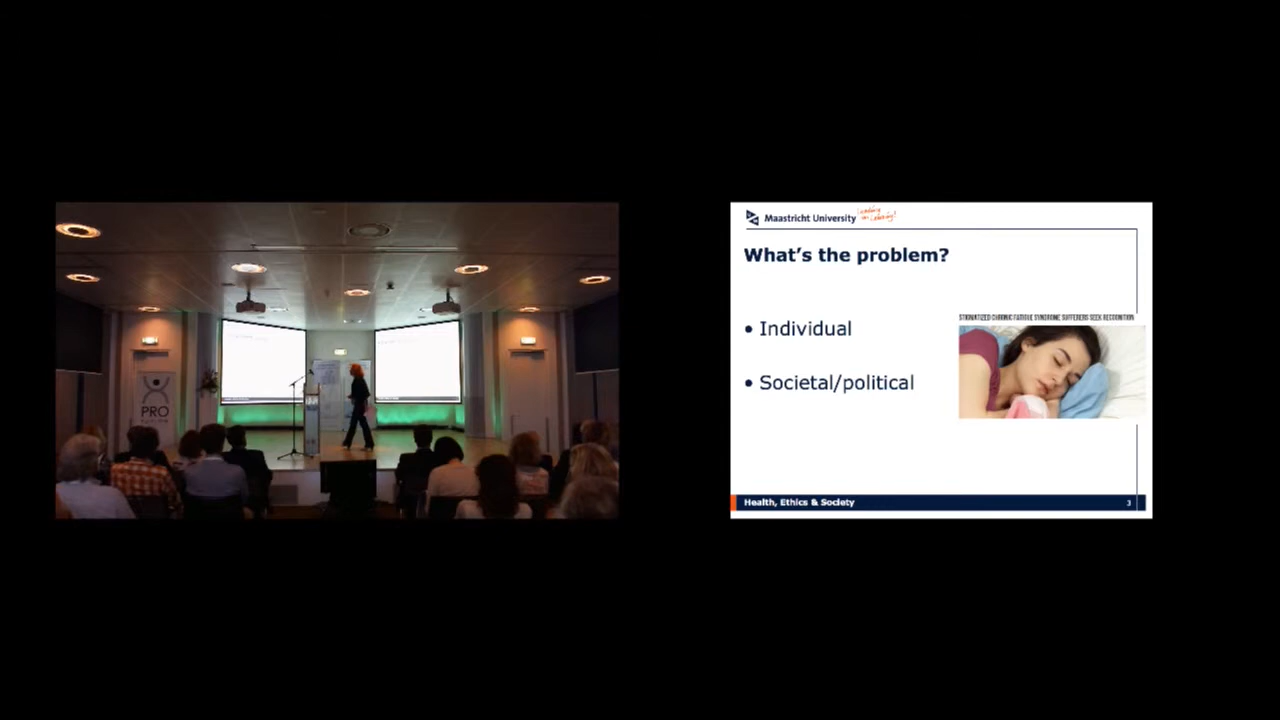 PRO
Maastricht University
What's the problem?
• Individual
• Societal/political
STIGMATIZED CHRONIC FATIGUE SYNDROME SUFFERERS SEEK RECOGNITION
Health, Ethics & Society
3